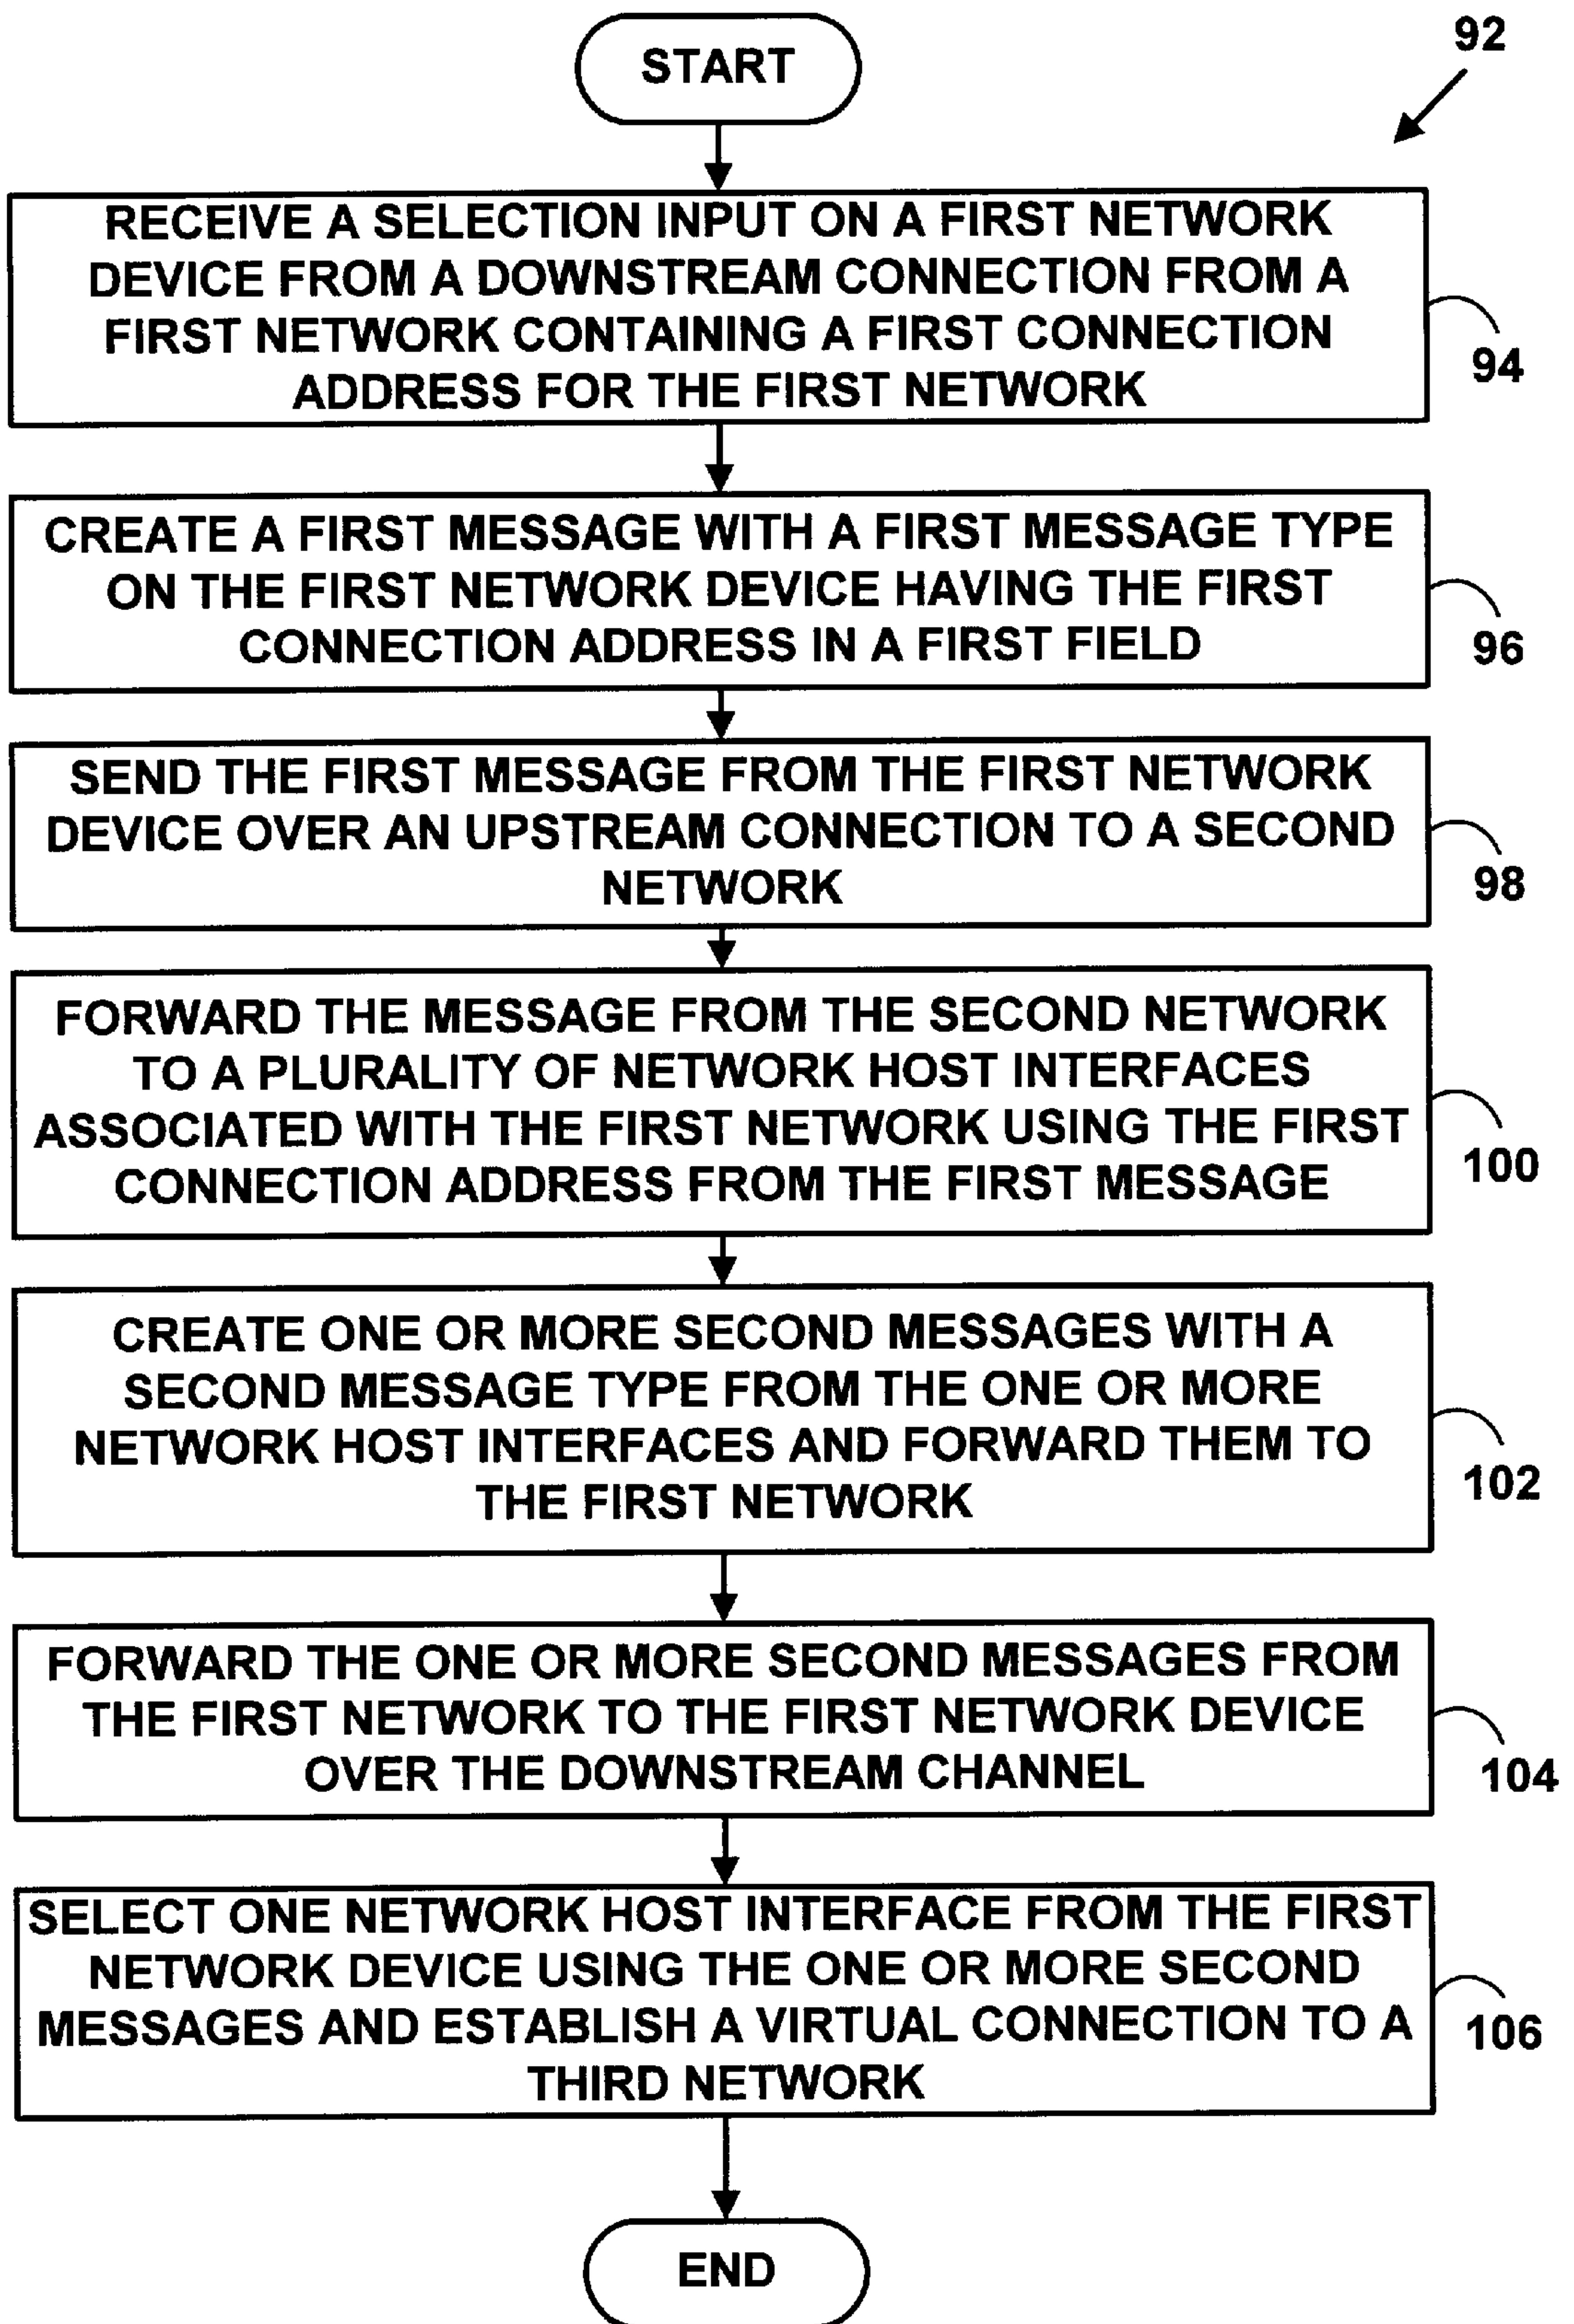 START
92
RECEIVE A SELECTION INPUT ON A FIRST NETWORK
DEVICE FROM A DOWNSTREAM CONNECTION FROM A
FIRST NETWORK CONTAINING A FIRST CONNECTION
ADDRESS FOR THE FIRST NETWORK
94
CREATE A FIRST MESSAGE WITH A FIRST MESSAGE TYPE
ON THE FIRST NETWORK DEVICE HAVING THE FIRST
CONNECTION ADDRESS IN A FIRST FIELD
96
SEND THE FIRST MESSAGE FROM THE FIRST NETWORK
DEVICE OVER AN UPSTREAM CONNECTION TO A SECOND
NETWORK
98
FORWARD THE MESSAGE FROM THE SECOND NETWORK
TO A PLURALITY OF NETWORK HOST INTERFACES
ASSOCIATED WITH THE FIRST NETWORK USING THE FIRST
CONNECTION ADDRESS FROM THE FIRST MESSAGE
100
CREATE ONE OR MORE SECOND MESSAGES WITH A
SECOND MESSAGE TYPE FROM THE ONE OR MORE
NETWORK HOST INTERFACES AND FORWARD THEM TO
THE FIRST NETWORK
102
FORWARD THE ONE OR MORE SECOND MESSAGES FROM
THE FIRST NETWORK TO THE FIRST NETWORK DEVICE
OVER THE DOWNSTREAM CHANNEL
104
SELECT ONE NETWORK HOST INTERFACE FROM THE FIRST
NETWORK DEVICE USING THE ONE OR MORE SECOND
MESSAGES AND ESTABLISH A VIRTUAL CONNECTION TO A
THIRD NETWORK
106
END